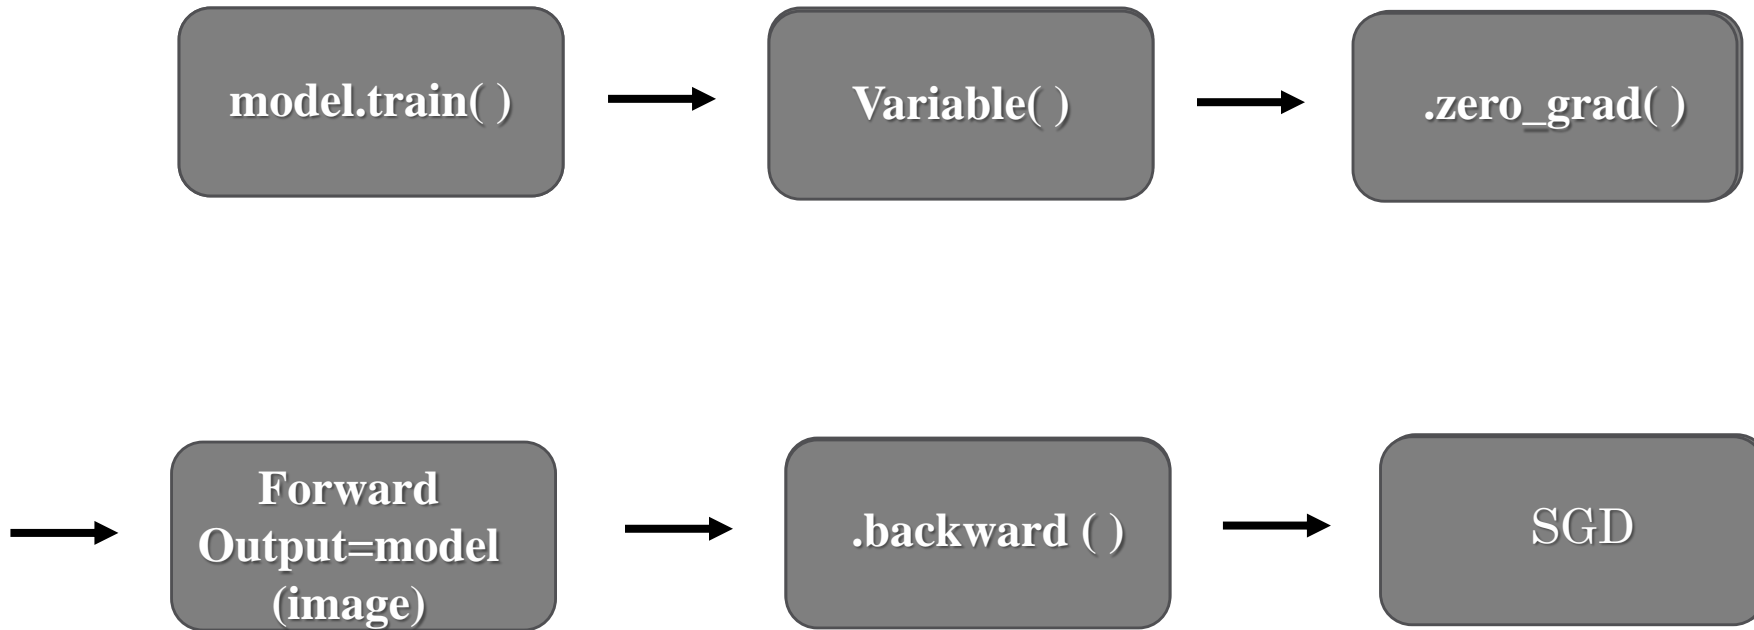 model.train( )
Variable( )
.zero_grad( )
Forward
Output=model
(image)
.backward ( )
SGD